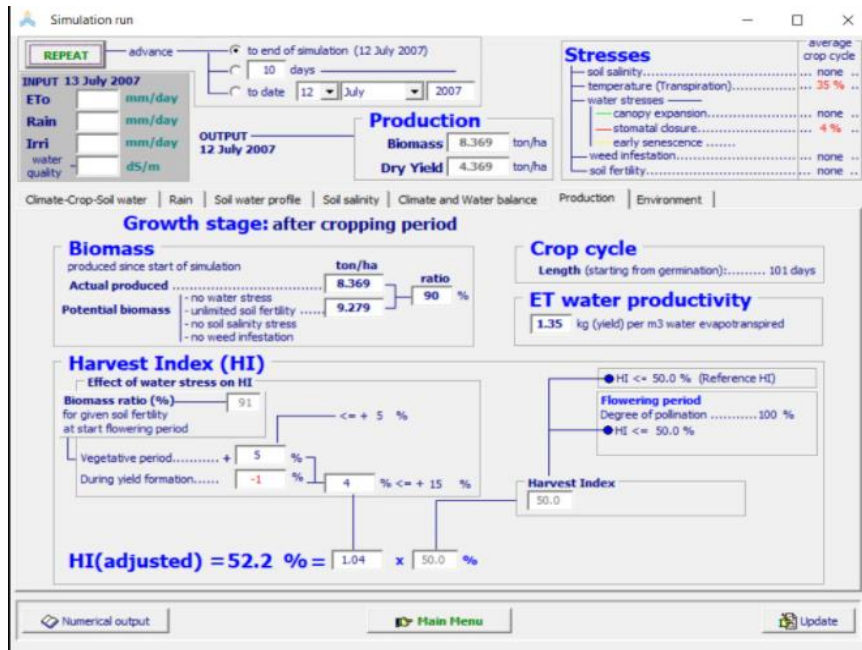 Simulation run
REPEAT
advance
to end of simulation (12 July 2007)
10 days
to date 12 July 2007
INPUT 13 July 2007
ETo mm/day
Rain mm/day
Irri mm/day
water quality dS/m
OUTPUT
12 July 2007
Production
Biomass 8.369 ton/ha
Dry Yield 4.369 ton/ha
Stresses
average
crop cycle
soil salinity................... none ..
temperature (Transpiration)............... 35 % ..
water stresses
canopy expansion............... none ..
stomatal closure............... 4 % ..
early senescence .......
weed infestation............... none ..
soil fertility............... none ..
Climate-Crop-Soil water | Rain | Soil water profile | Soil salinity | Climate and Water balance | Production | Environment
Growth stage: after cropping period
Biomass
produced since start of simulation
ton/ha
Actual produced ............... 8.369
ratio
90 %
Potential biomass
- no water stress
- unlimited soil fertility ..... 9.279
- no soil salinity stress
- no weed infestation
Crop cycle
Length (starting from germination):......... 101 days
ET water productivity
1.35 kg (yield) per m3 water evapotranspired
Harvest Index (HI)
Effect of water stress on HI
Biomass ratio (%) 91
for given soil fertility
at start flowering period
<= + 5 %
Vegetative period........... + 5 %
During yield formation...... -1 %
4 % <= + 15 %
HI <= 50.0 % (Reference HI)
Flowering period
Degree of pollination ..........100 %
HI <= 50.0 %
Harvest Index
50.0
HI(adjusted) = 52.2 % = 1.04 x 50.0 %
Numerical output
Main Menu
Update